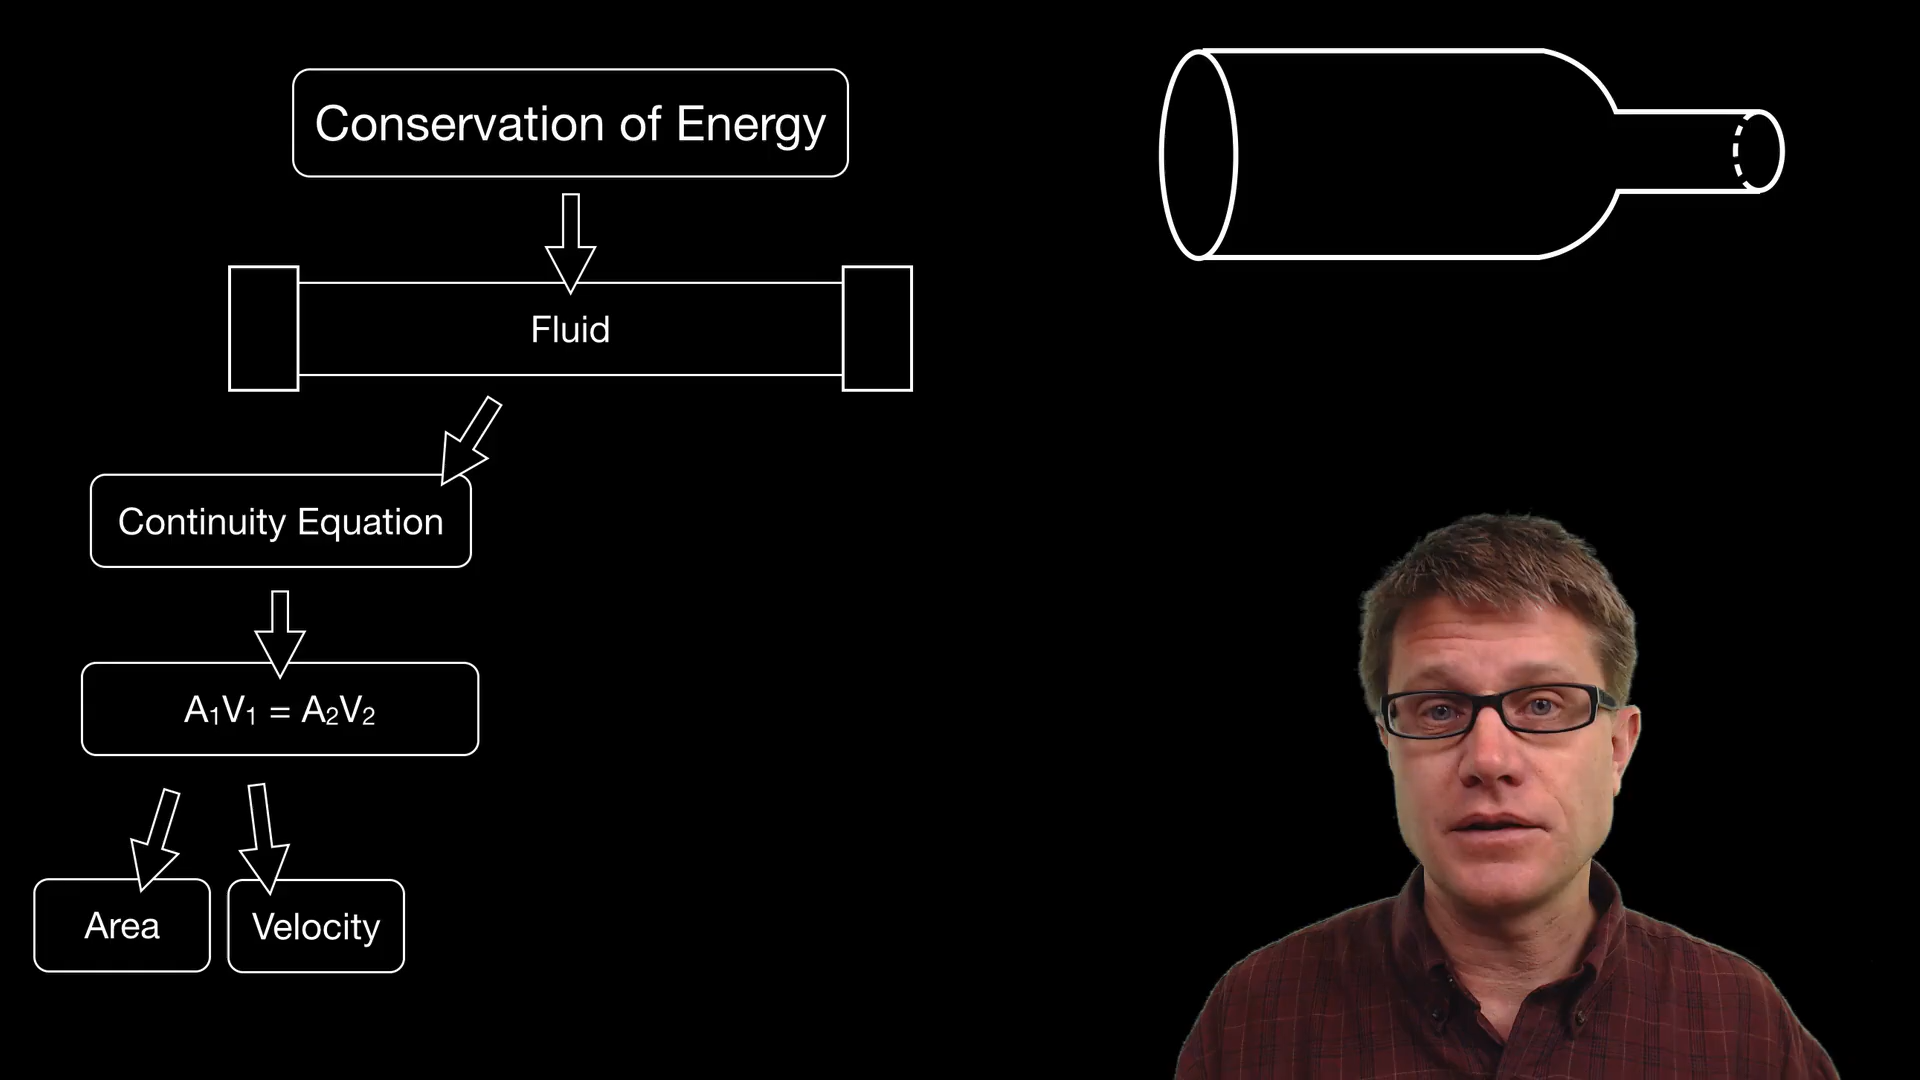 Conservation of Energy
Fluid
Continuity Equation
A₁V₁ = A₂V₂
Area
Velocity